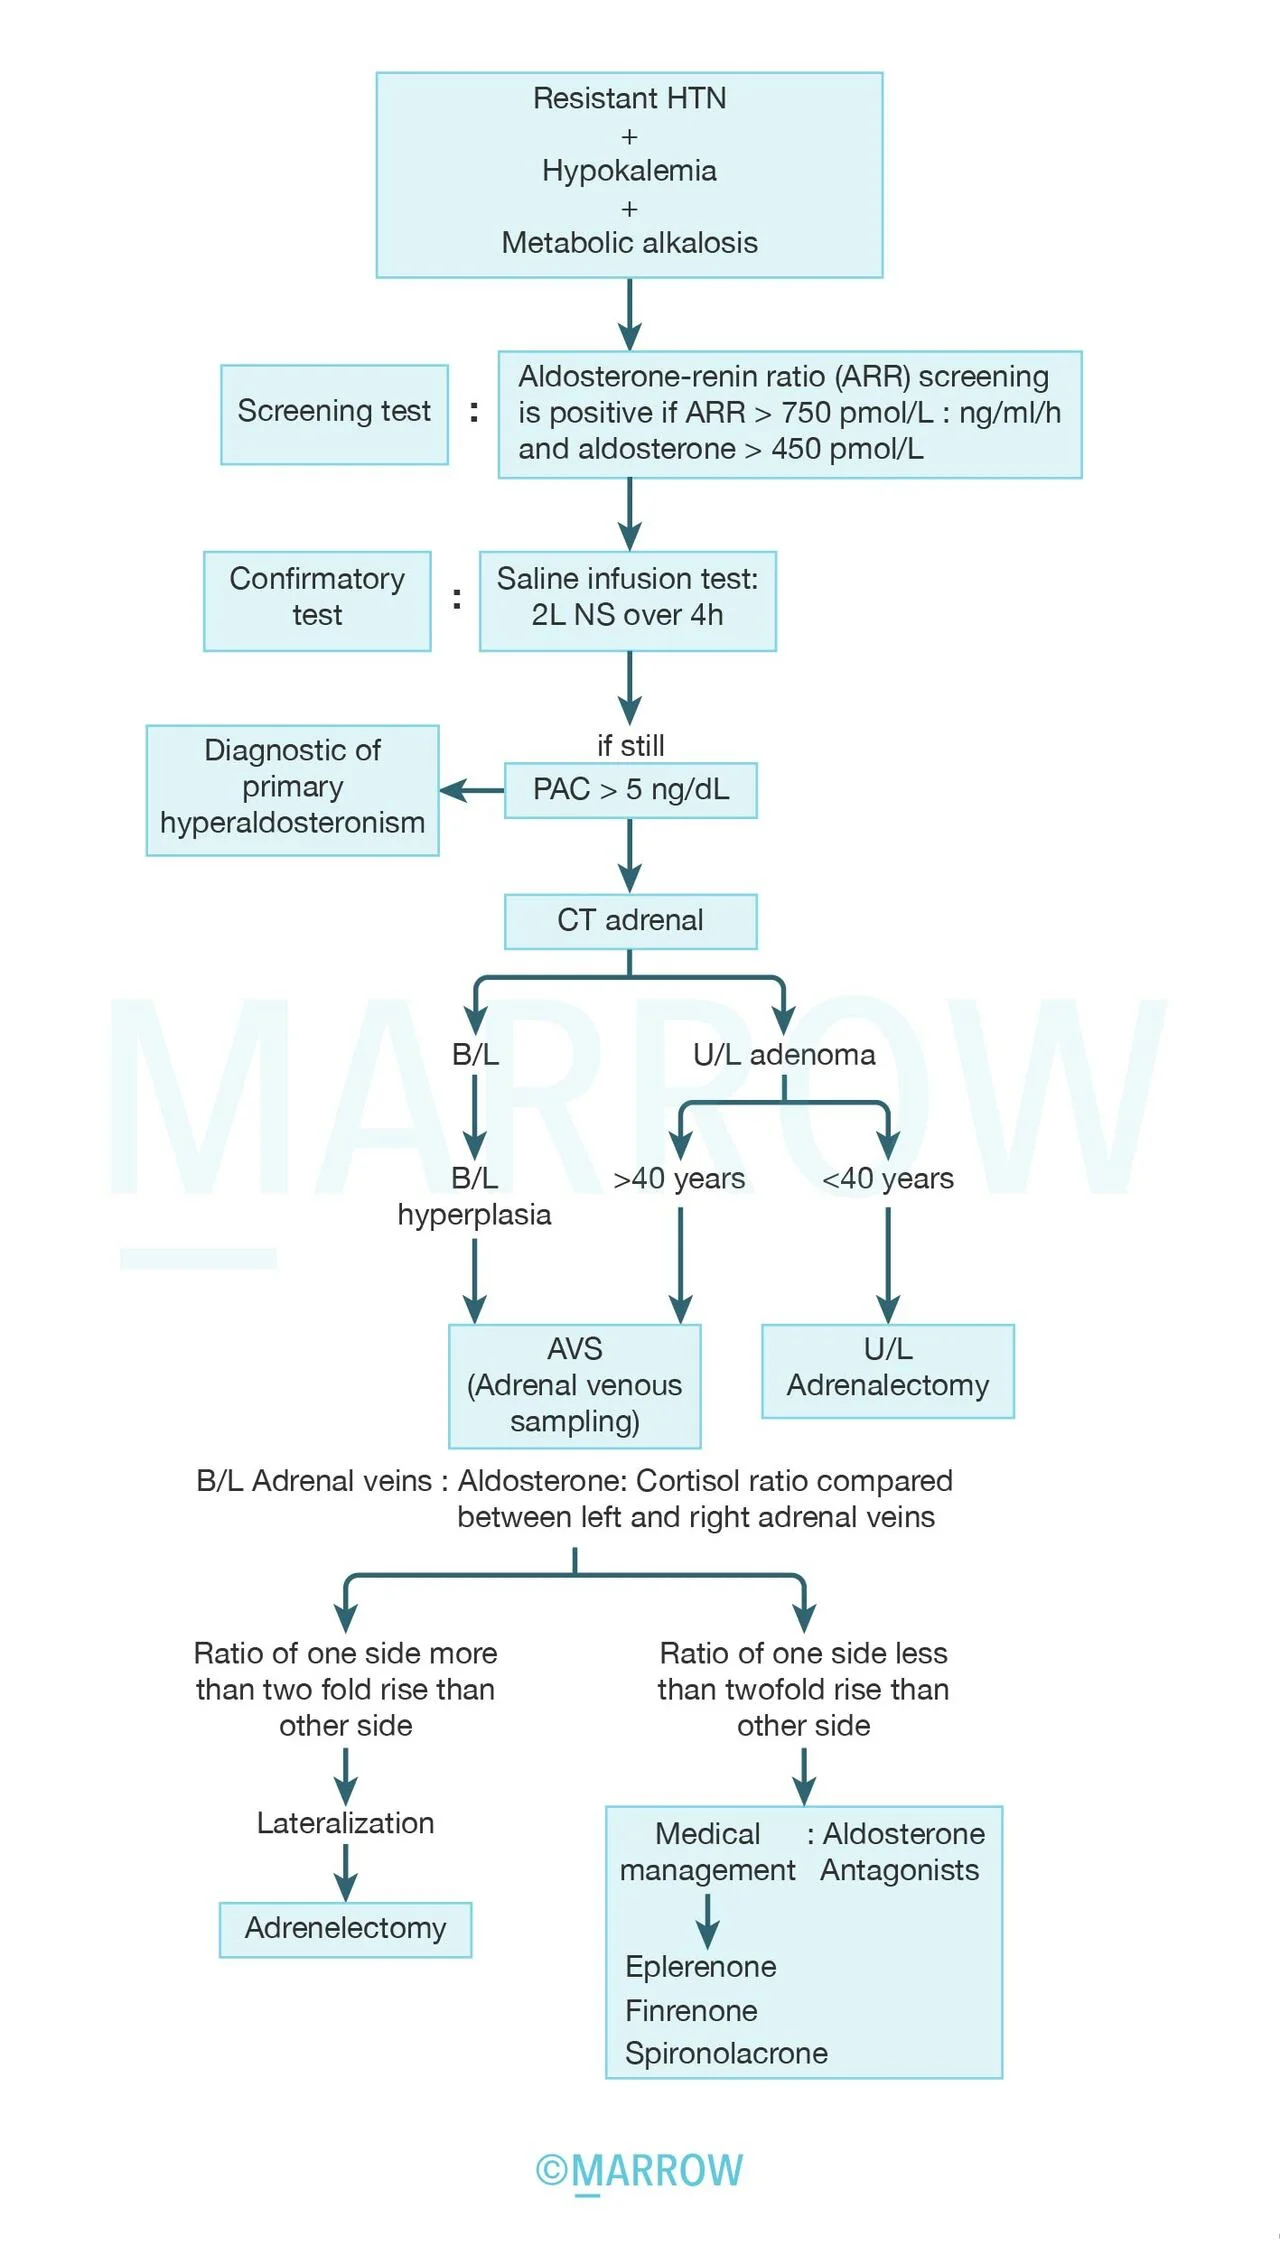 Resistant HTN
+
Hypokalemia
+
Metabolic alkalosis
Screening test
:
Aldosterone-renin ratio (ARR) screening
is positive if ARR > 750 pmol/L : ng/ml/h
and aldosterone > 450 pmol/L
Confirmatory
test
:
Saline infusion test:
2L NS over 4h
if still
PAC > 5 ng/dL
Diagnostic of
primary
hyperaldosteronism
CT adrenal
B/L
U/L adenoma
B/L
hyperplasia
>40 years
<40 years
AVS
(Adrenal venous
sampling)
U/L
Adrenalectomy
B/L Adrenal veins : Aldosterone: Cortisol ratio compared
between left and right adrenal veins
Ratio of one side more
than two fold rise than
other side
Ratio of one side less
than twofold rise than
other side
Lateralization
Adrenelectomy
Medical : Aldosterone
management Antagonists
Eplerenone
Finrenone
Spironolacrone
MARROW
©MARROW